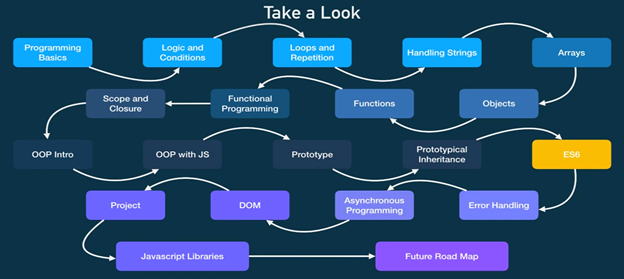 Take a Look
Programming
Basics
Logic and
Conditions
Loops and
Repetition
Handling Strings
Arrays
Scope and
Closure
Functional
Programming
Functions
Objects
OOP Intro
OOP with JS
Prototype
Prototypical
Inheritance
ES6
Project
DOM
Asynchronous
Programming
Error Handling
Javascript Libraries
Future Road Map